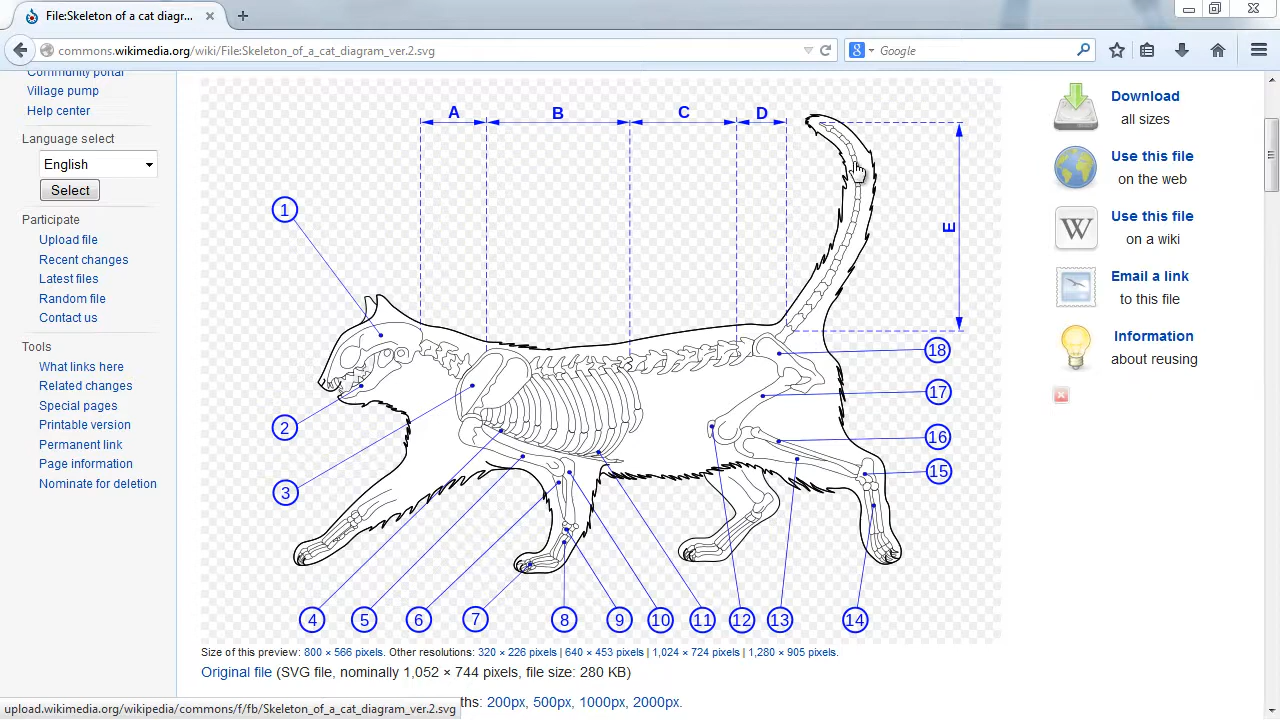 File:Skeleton of a cat diagr...
commons.wikimedia.org/wiki/File:Skeleton_of_a_cat_diagram_ver.2.svg
Google
Community portal
Village pump
Help center
Language select
English
Select
Participate
Upload file
Recent changes
Latest files
Random file
Contact us
Tools
What links here
Related changes
Special pages
Printable version
Permanent link
Page information
Nominate for deletion
A
B
C
D
E
1
2
3
4
5
6
7
8
9
10
11
12
13
14
15
16
17
18
Size of this preview: 800 × 566 pixels. Other resolutions: 320 × 226 pixels | 640 × 453 pixels | 1,024 × 724 pixels | 1,280 × 905 pixels.
Original file (SVG file, nominally 1,052 × 744 pixels, file size: 280 KB)
ths: 200px, 500px, 1000px, 2000px.
upload.wikimedia.org/wikipedia/commons/f/fb/Skeleton_of_a_cat_diagram_ver.2.svg
Download
all sizes
Use this file
on the web
W
Use this file
on a wiki
Email a link
to this file
Information
about reusing